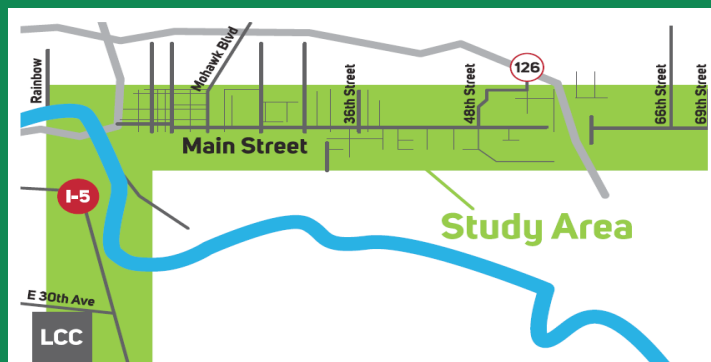 Rainbow
Mohawk Blvd
36th Street
48th Street
126
66th Street
69th Street
Main Street
I-5
Study Area
E 30th Ave
LCC